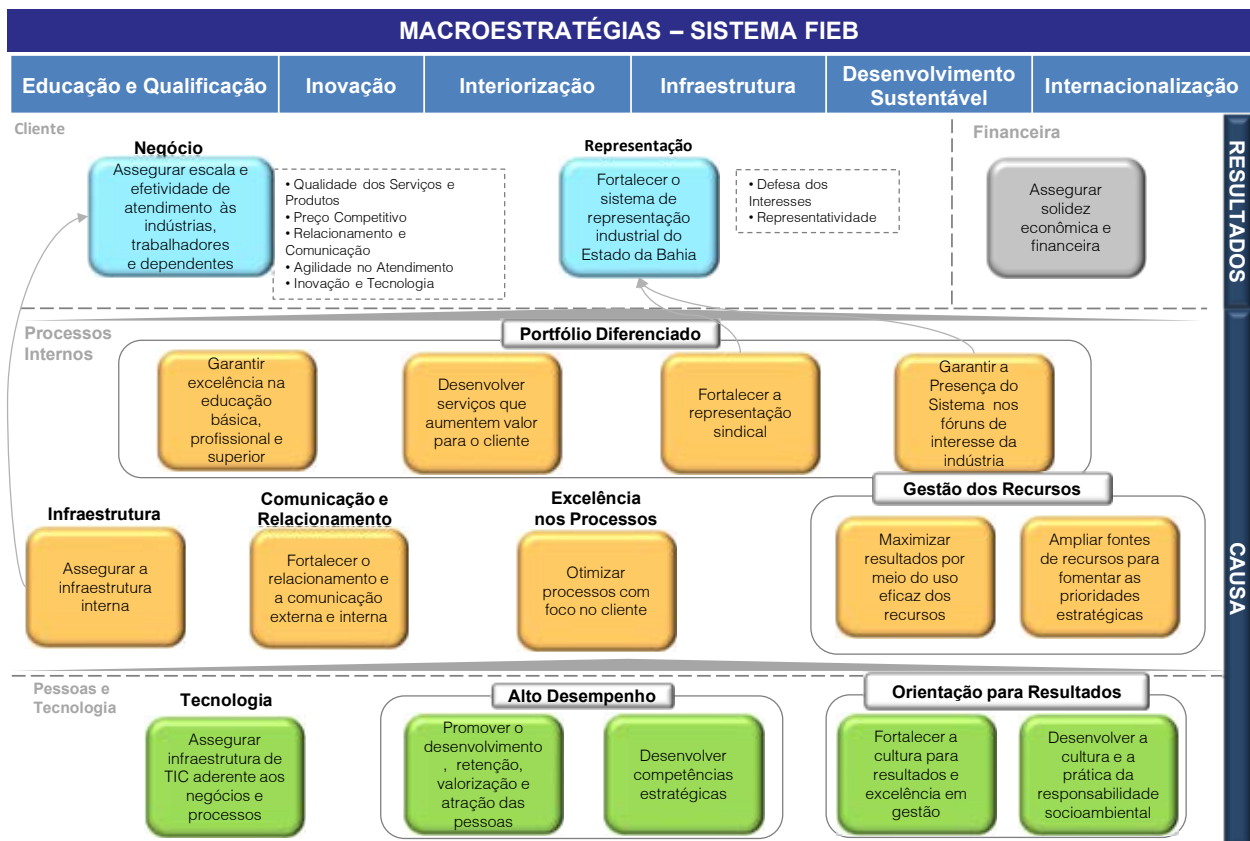 MACROESTRATÉGIAS – SISTEMA FIEB
Educação e Qualificação
Inovação
Interiorização
Infraestrutura
Desenvolvimento
Sustentável
Internacionalização
Cliente
Negócio
Assegurar escala e
efetividade de
atendimento às
indústrias,
trabalhadores
e dependentes
• Qualidade dos Serviços e
Produtos
• Preço Competitivo
• Relacionamento e
Comunicação
• Agilidade no Atendimento
• Inovação e Tecnologia
Representação
Fortalecer o
sistema de
representação
industrial do
Estado da Bahia
• Defesa dos
Interesses
• Representatividade
Financeira
Assegurar
solidez
econômica e
financeira
RESULTADOS
Processos
Internos
Portfólio Diferenciado
Garantir
excelência na
educação
básica,
profissional e
superior
Desenvolver
serviços que
aumentem valor
para o cliente
Fortalecer a
representação
sindical
Garantir a
Presença do
Sistema nos
fóruns de
interesse da
indústria
Infraestrutura
Assegurar a
infraestrutura
interna
Comunicação e
Relacionamento
Fortalecer o
relacionamento e
a comunicação
externa e interna
Excelência
nos Processos
Otimizar
processos com
foco no cliente
Gestão dos Recursos
Maximizar
resultados por
meio do uso
eficaz dos
recursos
Ampliar fontes
de recursos para
fomentar as
prioridades
estratégicas
CAUSA
Pessoas e
Tecnologia
Tecnologia
Assegurar
infraestrutura de
TIC aderente aos
negócios e
processos
Alto Desempenho
Promover o
desenvolvimento
, retenção,
valorização e
atração das
pessoas
Desenvolver
competências
estratégicas
Orientação para Resultados
Fortalecer a
cultura para
resultados e
excelência em
gestão
Desenvolver a
cultura e a
prática da
responsabilidade
socioambiental